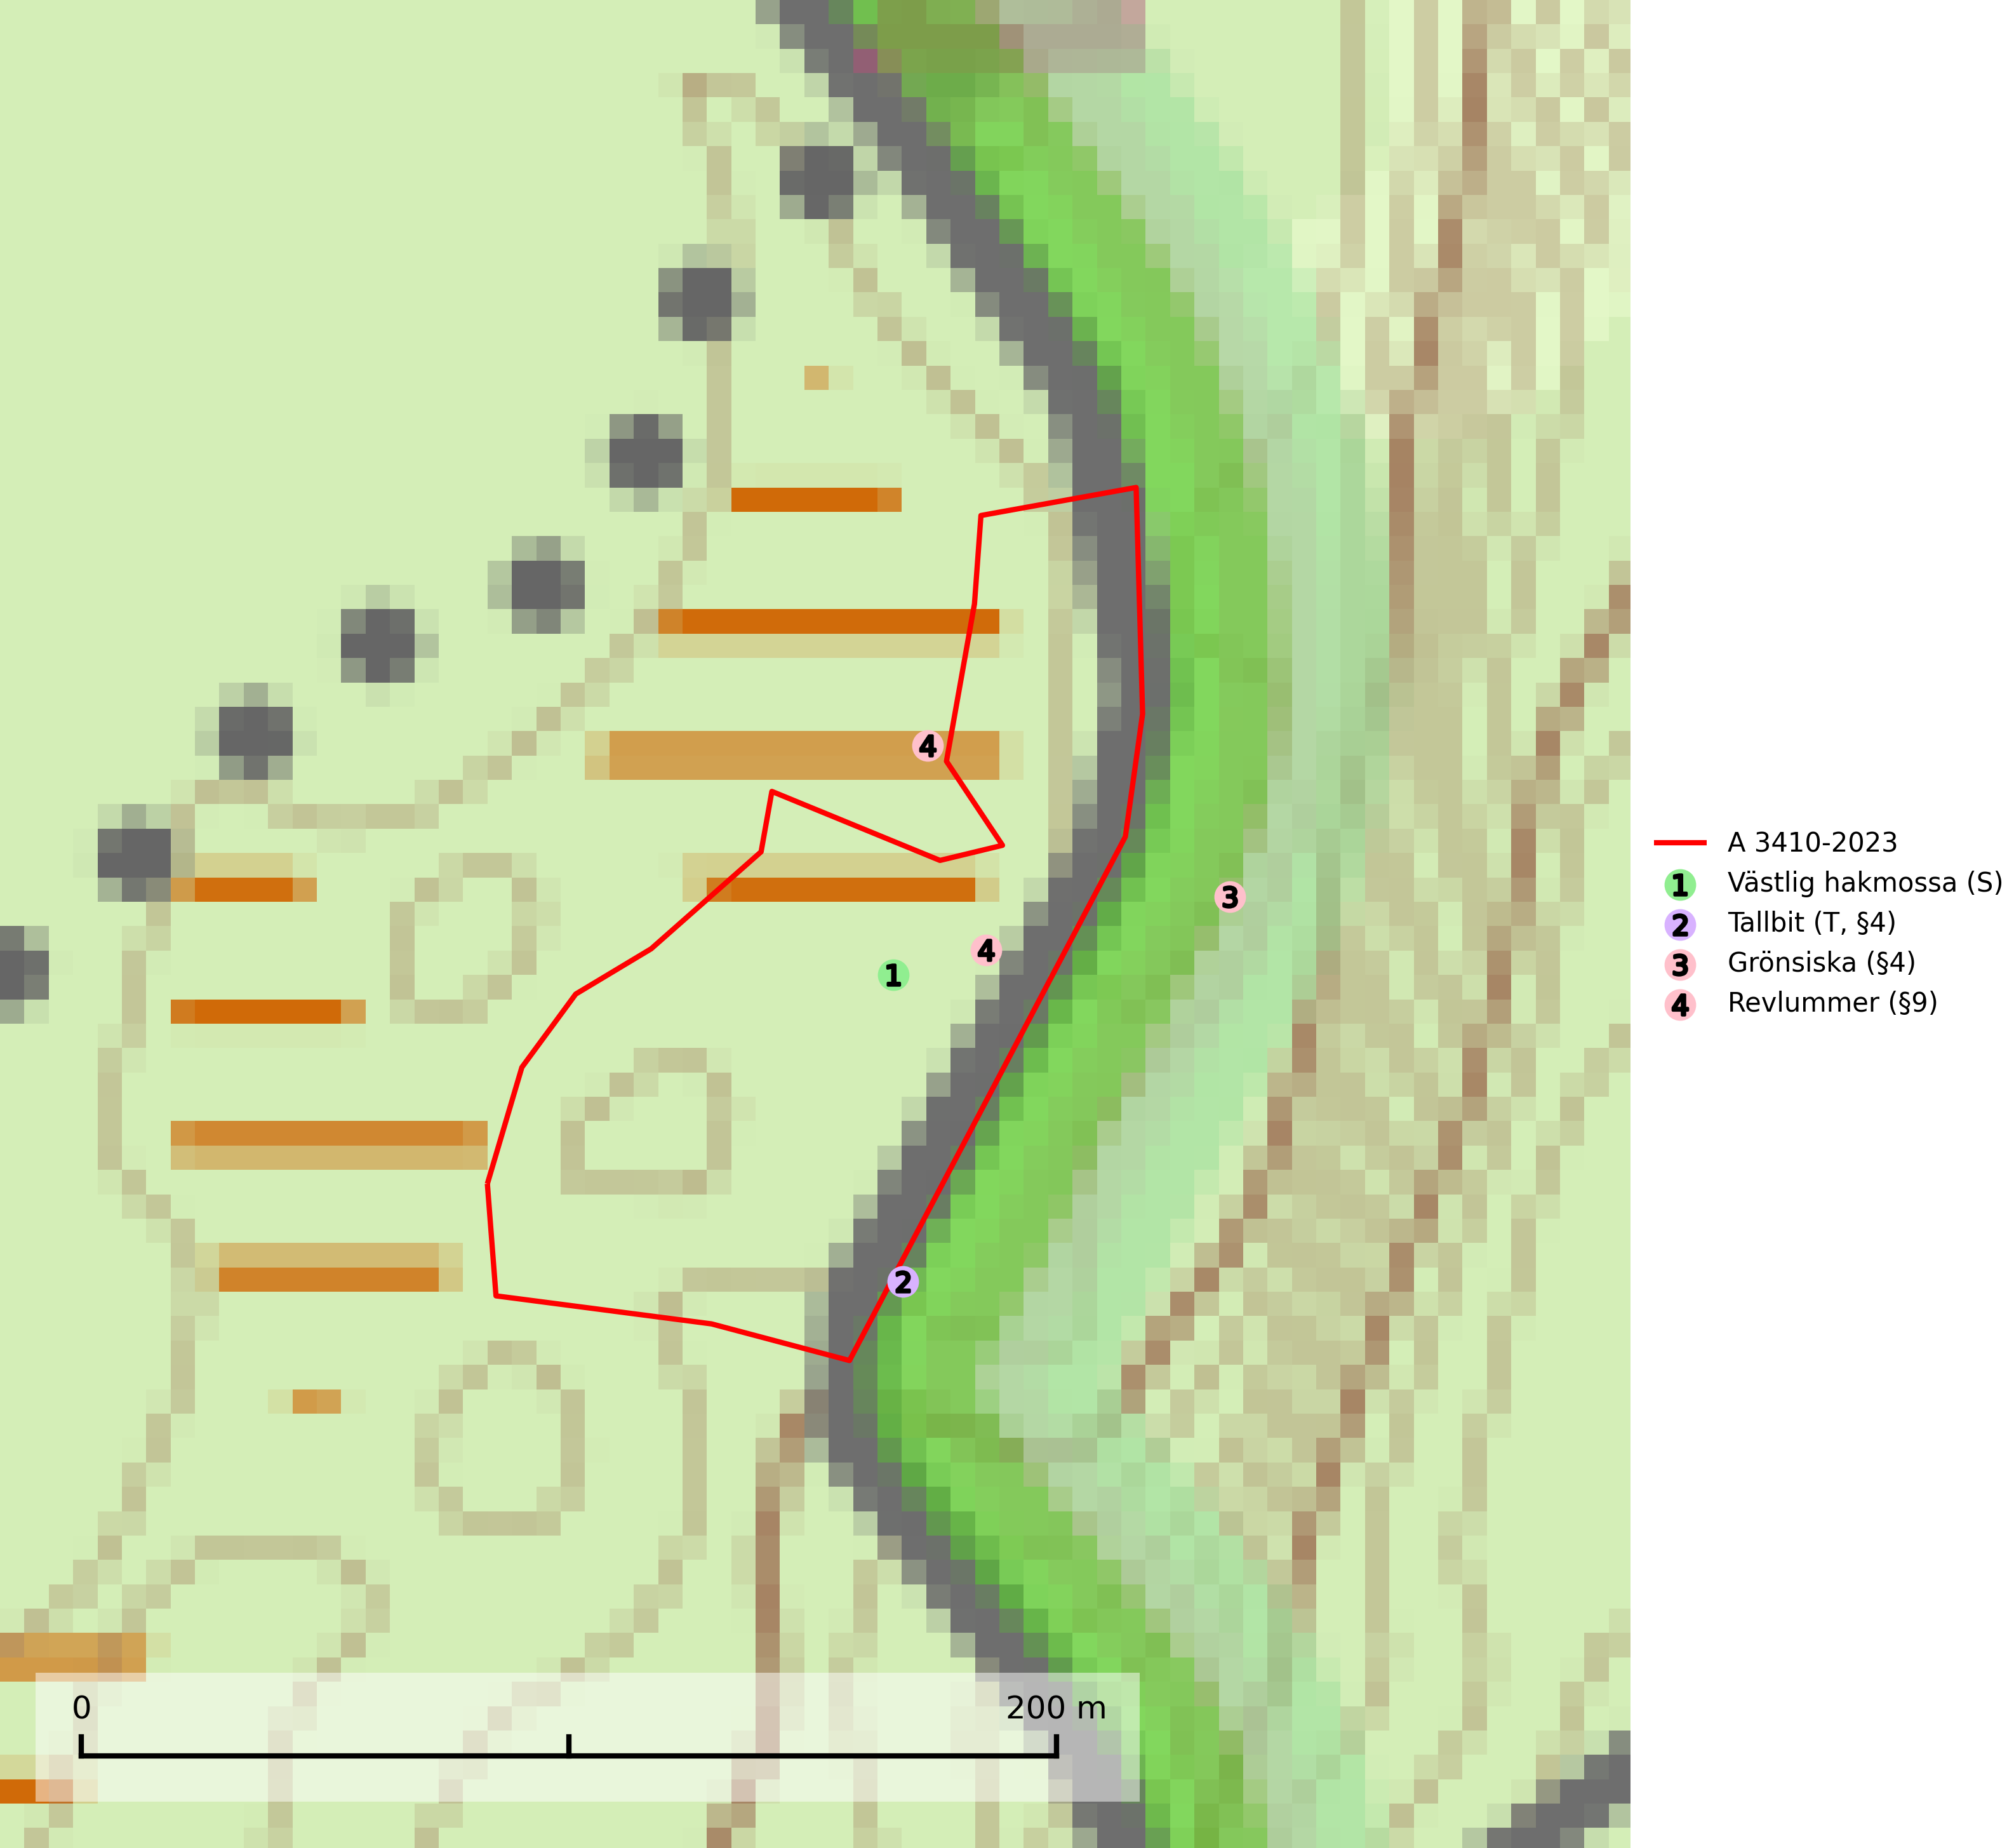 4
3
4
1
2
0 200 m
A 3410-2023
1 Västlig hakmossa (S)
2 Tallbit (T, §4)
3 Grönsiska (§4)
4 Revlummer (§9)